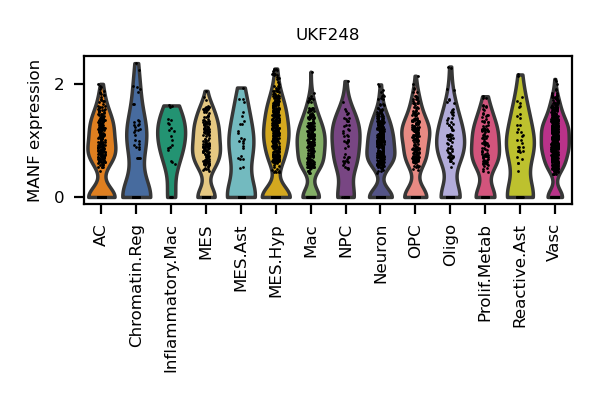 UKF248
MANF expression
2
0
AC
Chromatin.Reg
Inflammatory.Mac
MES
MES.Ast
MES.Hyp
Mac
NPC
Neuron
OPC
Oligo
Prolif.Metab
Reactive.Ast
Vasc